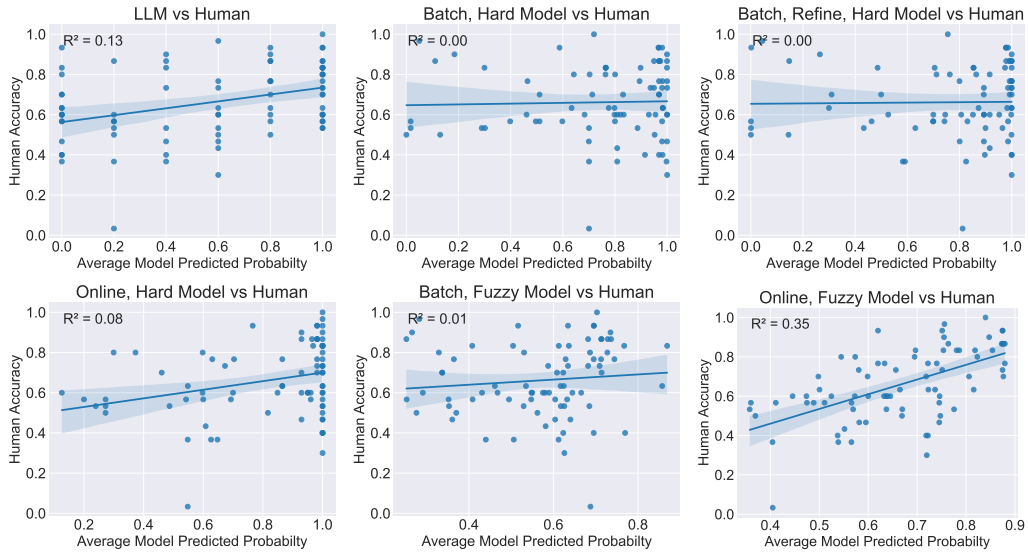 LLM vs Human
R² = 0.13
1.0
0.8
0.6
0.4
0.2
0.0
Human Accuracy
0.0 0.2 0.4 0.6 0.8 1.0
Average Model Predicted Probabilty
Batch, Hard Model vs Human
R² = 0.00
1.0
0.8
0.6
0.4
0.2
0.0
Human Accuracy
0.0 0.2 0.4 0.6 0.8 1.0
Average Model Predicted Probabilty
Batch, Refine, Hard Model vs Human
R² = 0.00
1.0
0.8
0.6
0.4
0.2
0.0
Human Accuracy
0.0 0.2 0.4 0.6 0.8 1.0
Average Model Predicted Probabilty
Online, Hard Model vs Human
R² = 0.08
1.0
0.8
0.6
0.4
0.2
0.0
Human Accuracy
0.2 0.4 0.6 0.8 1.0
Average Model Predicted Probabilty
Batch, Fuzzy Model vs Human
R² = 0.01
1.0
0.8
0.6
0.4
0.2
0.0
Human Accuracy
0.4 0.6 0.8
Average Model Predicted Probabilty
Online, Fuzzy Model vs Human
R² = 0.35
1.0
0.8
0.6
0.4
0.2
0.0
Human Accuracy
0.4 0.5 0.6 0.7 0.8 0.9
Average Model Predicted Probabilty